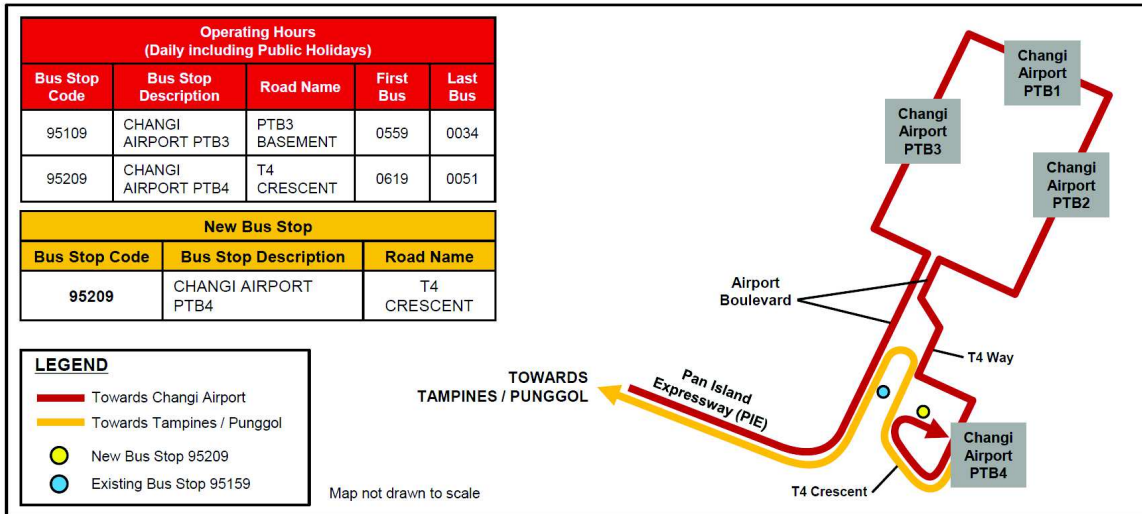 Operating Hours
(Daily including Public Holidays)
Bus Stop Code Bus Stop Description Road Name First Bus Last Bus
95109 CHANGI AIRPORT PTB3 PTB3 BASEMENT 0559 0034
95209 CHANGI AIRPORT PTB4 T4 CRESCENT 0619 0051
New Bus Stop
Bus Stop Code Bus Stop Description Road Name
95209 CHANGI AIRPORT PTB4 T4 CRESCENT
LEGEND
Towards Changi Airport
Towards Tampines / Punggol
New Bus Stop 95209
Existing Bus Stop 95159
Map not drawn to scale
TOWARDS
TAMPINES / PUNGGOL
Pan Island
Expressway (PIE)
Airport
Boulevard
Changi
Airport
PTB1
Changi
Airport
PTB3
Changi
Airport
PTB2
T4 Way
Changi
Airport
PTB4
T4 Crescent